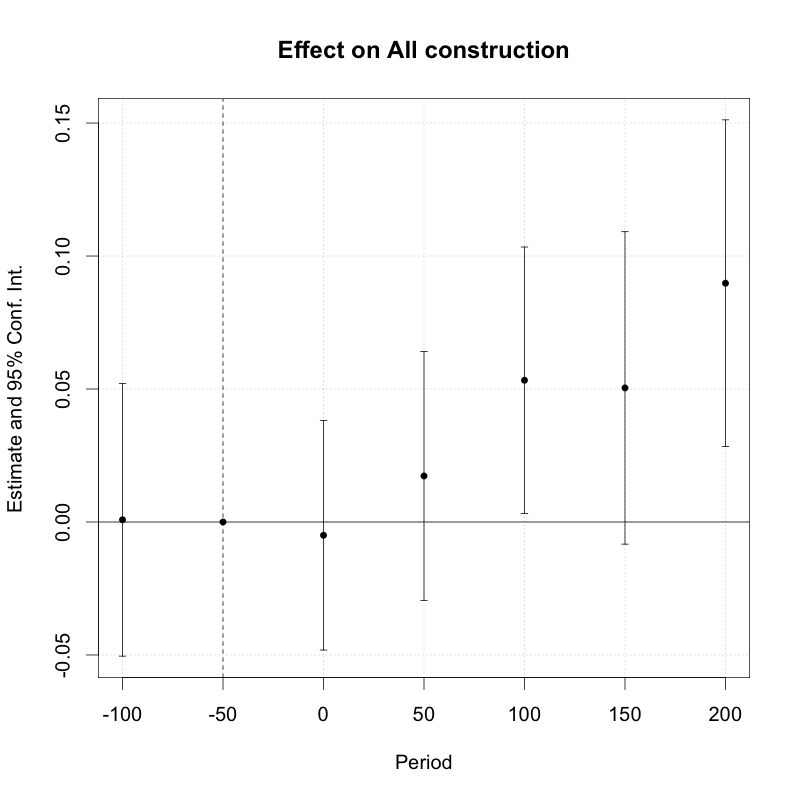 Effect on All construction
Estimate and 95% Conf. Int.
0.15
0.10
0.05
0.00
-0.05
-100 -50 0 50 100 150 200
Period